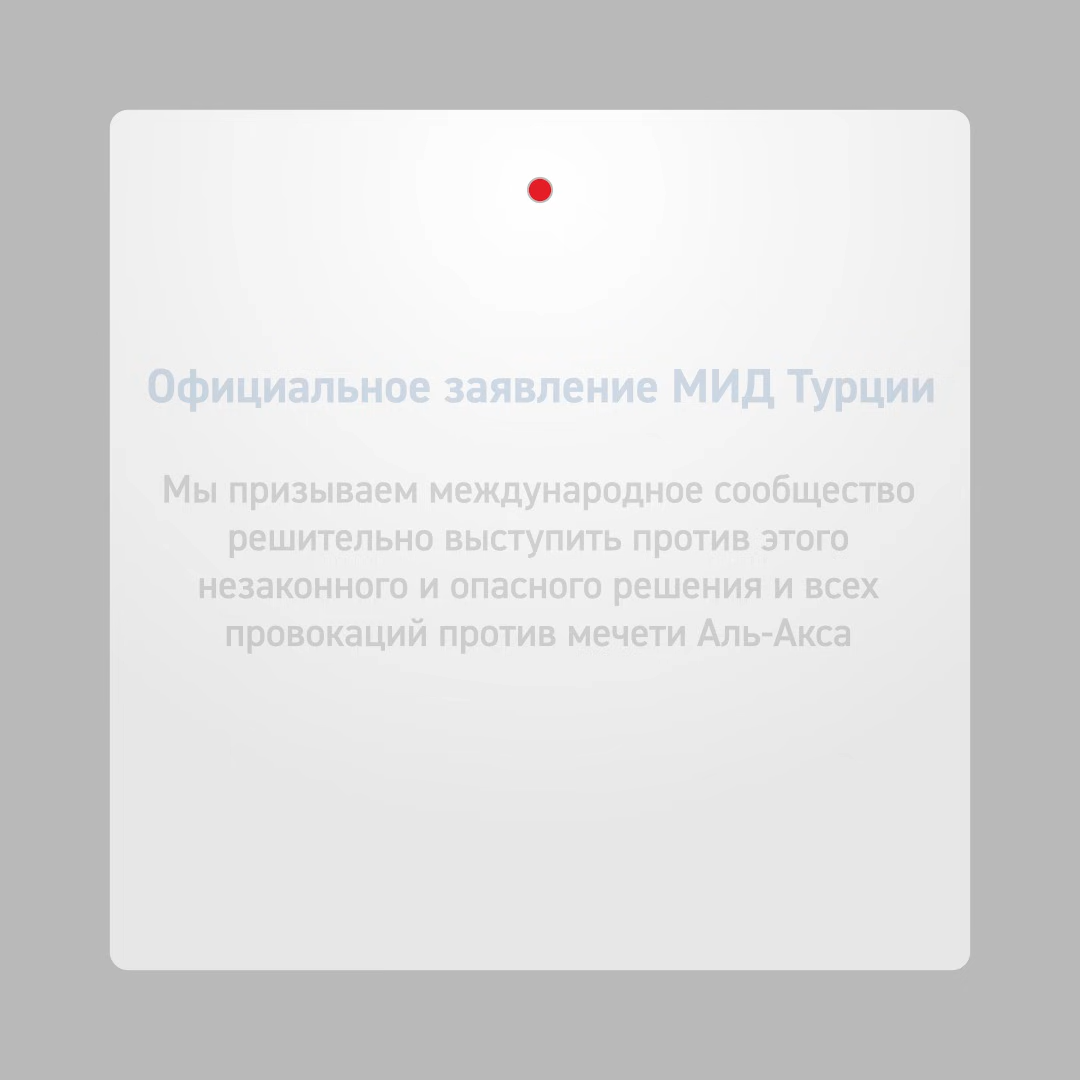 Официальное заявление МИД Турции
Мы призываем международное сообщество
решительно выступить против этого
незаконного и опасного решения и всех
провокаций против мечети Аль-Акса